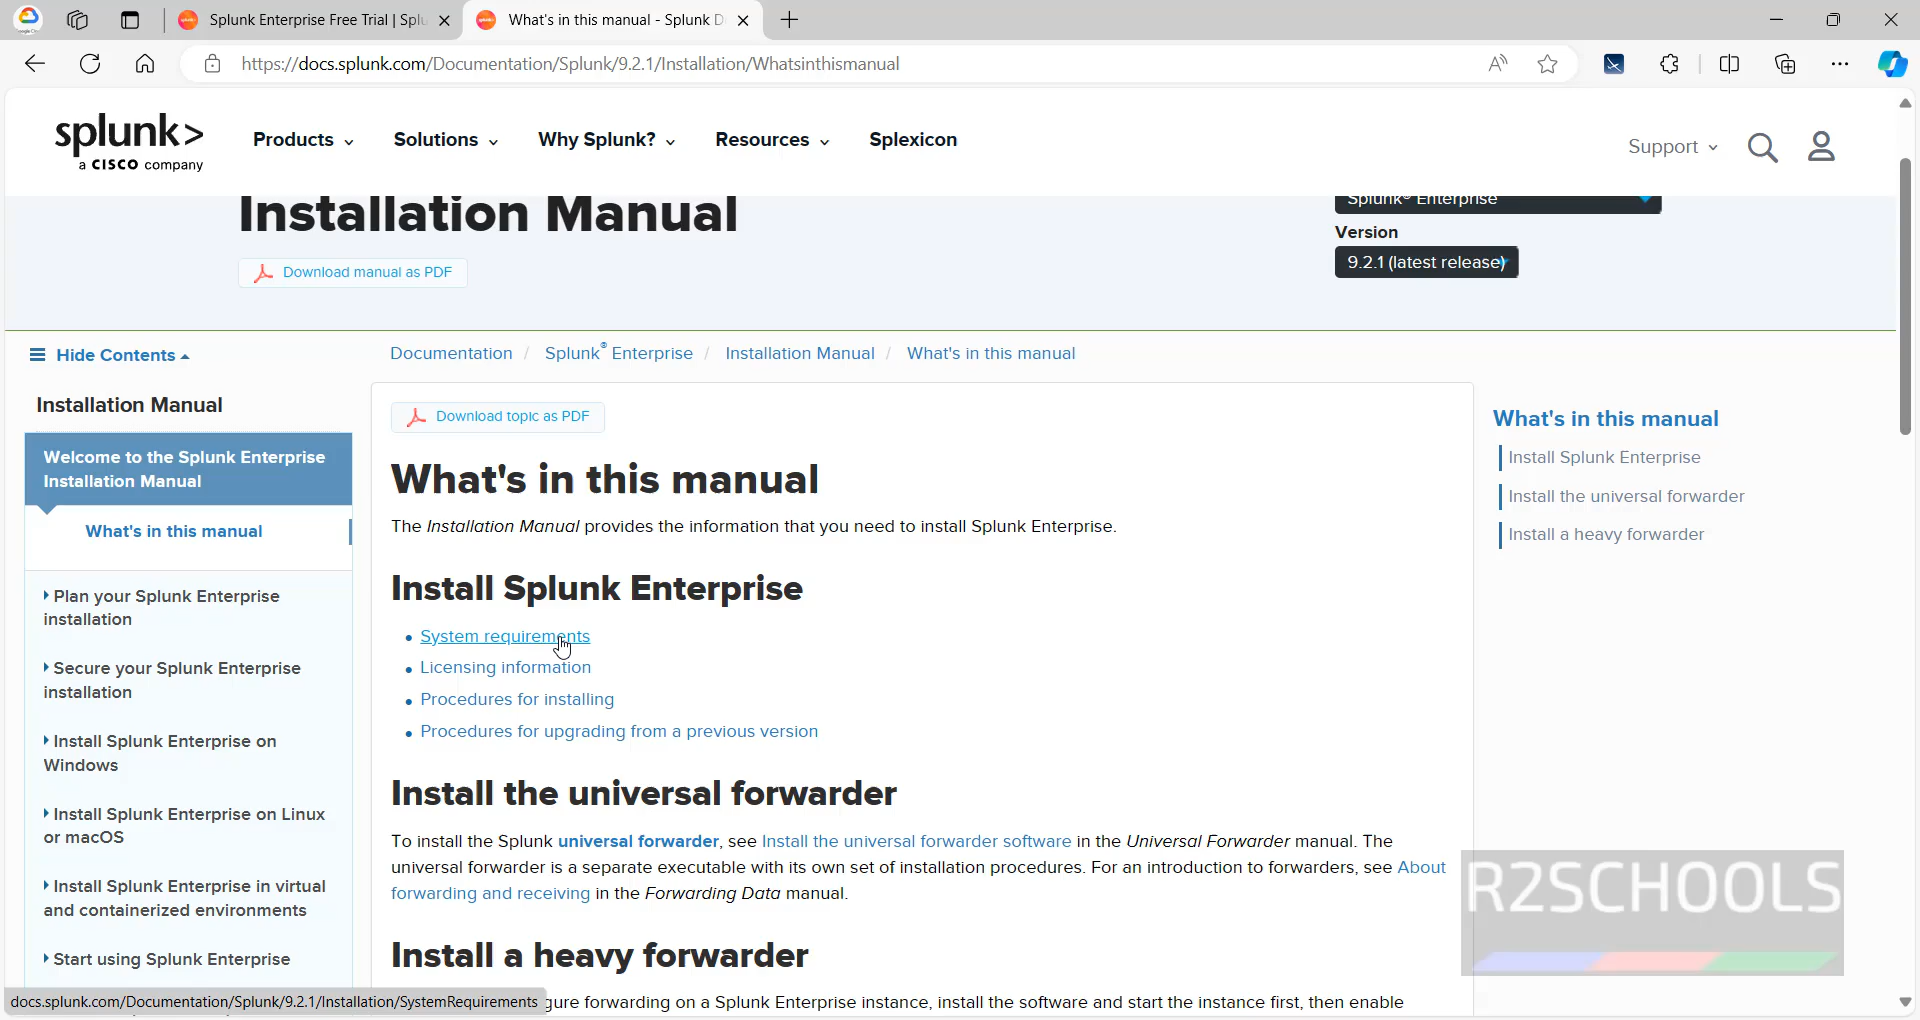 Splunk Enterprise Free Trial | Splu
What's in this manual - Splunk D
https://docs.splunk.com/Documentation/Splunk/9.2.1/Installation/Whatsinthismanual
splunk>
a CISCO company
Products
Solutions
Why Splunk?
Resources
Splexicon
Support
Installation Manual
Download manual as PDF
Splunk® Enterprise
Version
9.2.1 (latest release)
Hide Contents
Documentation / Splunk® Enterprise / Installation Manual / What's in this manual
Installation Manual
Welcome to the Splunk Enterprise
Installation Manual
What's in this manual
Plan your Splunk Enterprise
installation
Secure your Splunk Enterprise
installation
Install Splunk Enterprise on
Windows
Install Splunk Enterprise on Linux
or macOS
Install Splunk Enterprise in virtual
and containerized environments
Start using Splunk Enterprise
Download topic as PDF
What's in this manual
The Installation Manual provides the information that you need to install Splunk Enterprise.
Install Splunk Enterprise
• System requirements
• Licensing information
• Procedures for installing
• Procedures for upgrading from a previous version
Install the universal forwarder
To install the Splunk universal forwarder, see Install the universal forwarder software in the Universal Forwarder manual. The
universal forwarder is a separate executable with its own set of installation procedures. For an introduction to forwarders, see About
forwarding and receiving in the Forwarding Data manual.
Install a heavy forwarder
gure forwarding on a Splunk Enterprise instance, install the software and start the instance first, then enable
What's in this manual
Install Splunk Enterprise
Install the universal forwarder
Install a heavy forwarder
R2SCHOOLS
docs.splunk.com/Documentation/Splunk/9.2.1/Installation/SystemRequirements